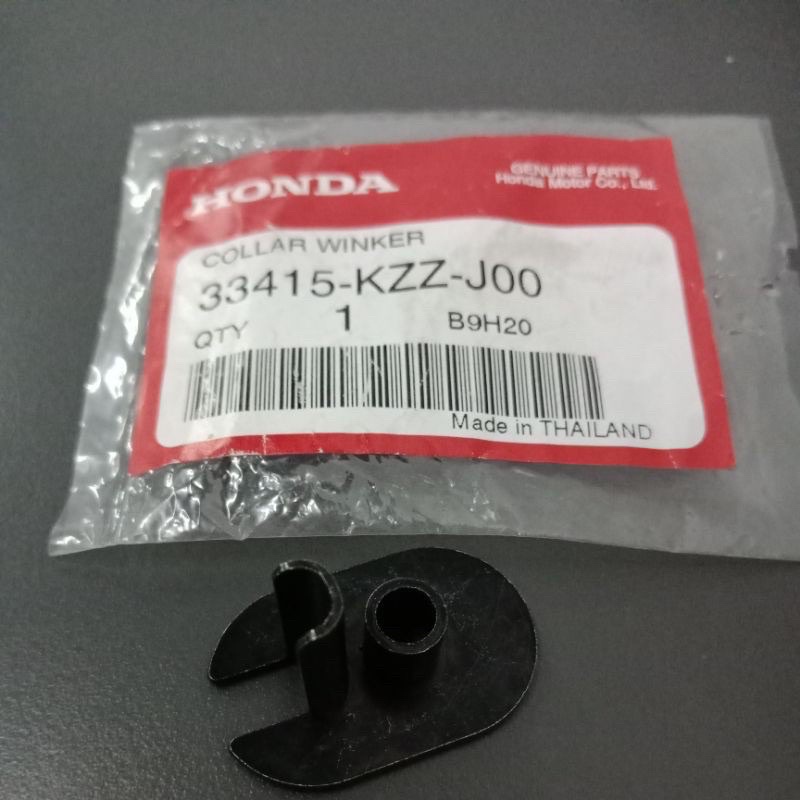 HONDA
GENUINE PARTS
Honda Motor Co., Ltd.
COLLAR WINKER
33415-KZZ-J00
QTY 1 B9H20
Made in THAILAND